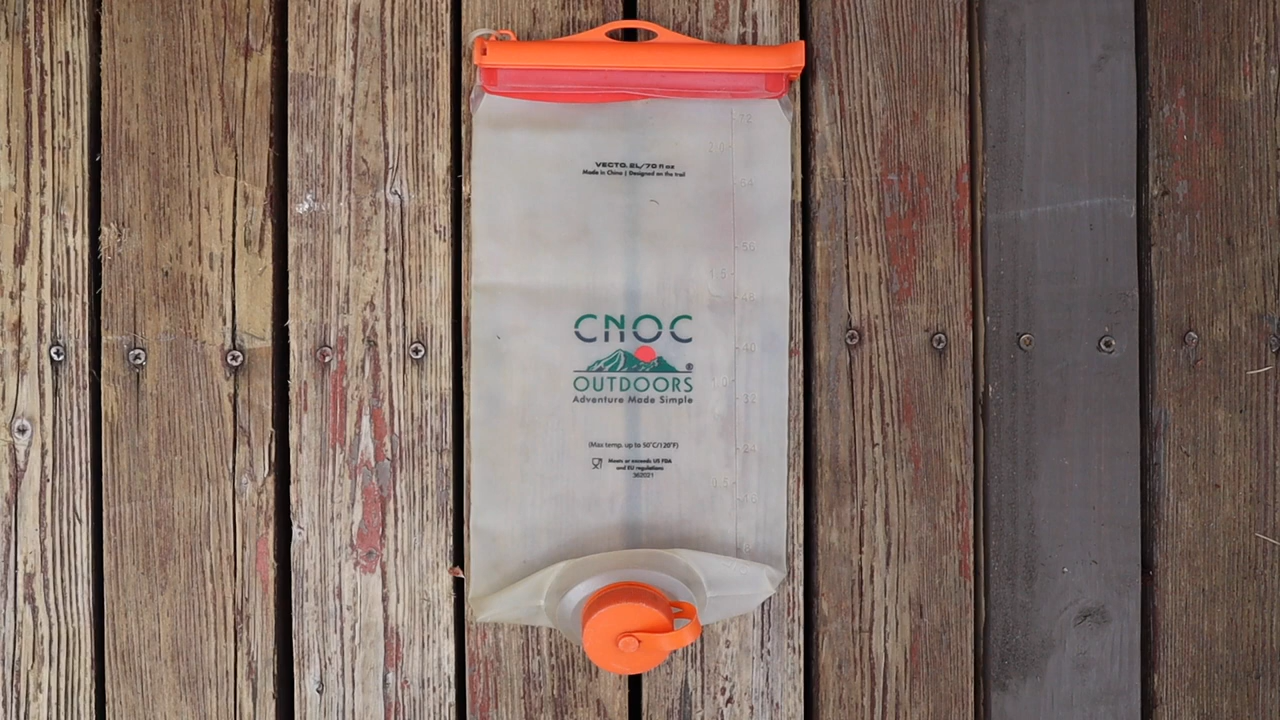 VECTO, 2L/70 fl oz
Made in China | Designed on the trail
CNOC
®
OUTDOORS
Adventure Made Simple
(Max temp. up to 50°C/120°F)
Meets or exceeds US FDA
and EU regulations
362021
72
2.0
64
56
1.5
48
40
1.0
32
24
0.5
16
8